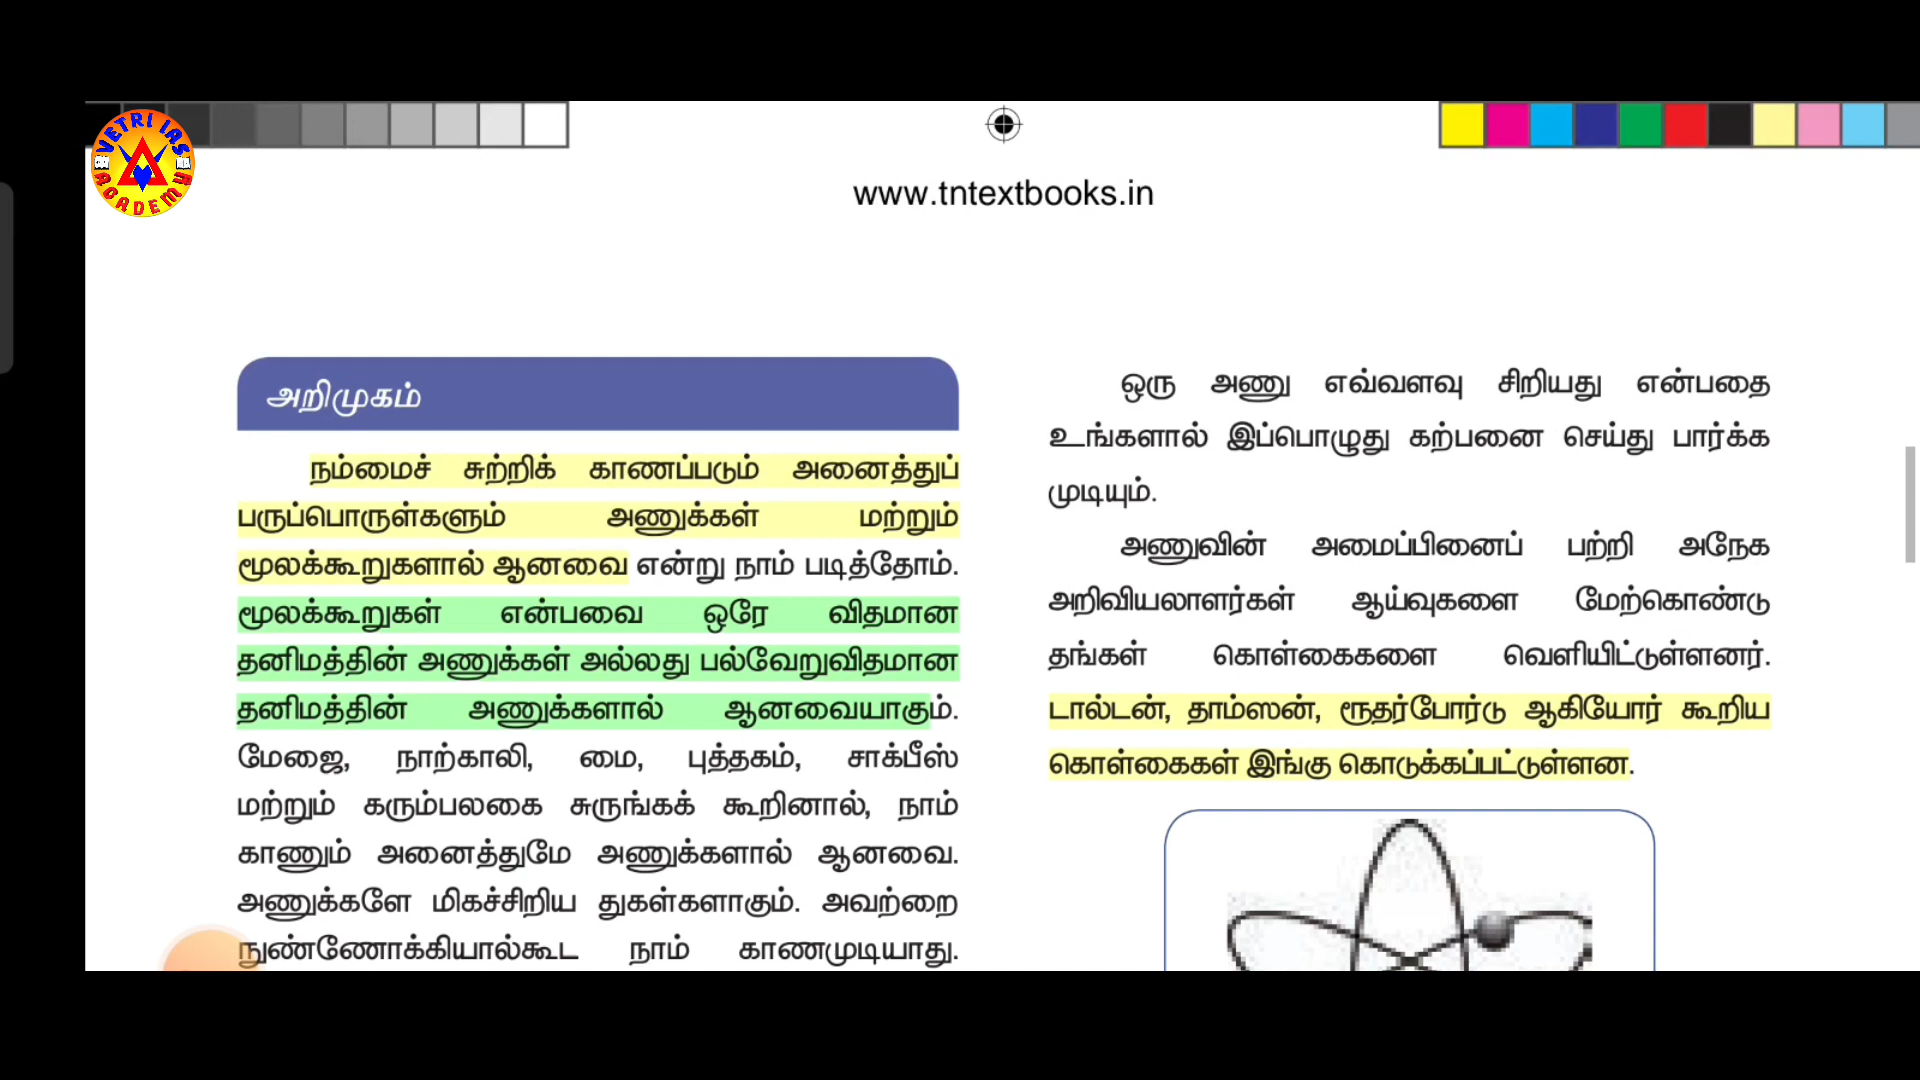 VETRI IAS
ACADEMY
www.tntextbooks.in
அறிமுகம்
நம்மைச் சுற்றிக் காணப்படும் அனைத்துப்
பருப்பொருள்களும் அணுக்கள் மற்றும்
மூலக்கூறுகளால் ஆனவை என்று நாம் படித்தோம்.
மூலக்கூறுகள் என்பவை ஒரே விதமான
தனிமத்தின் அணுக்கள் அல்லது பல்வேறுவிதமான
தனிமத்தின் அணுக்களால் ஆனவையாகும்.
மேஜை, நாற்காலி, மை, புத்தகம், சாக்பீஸ்
மற்றும் கரும்பலகை சுருங்கக் கூறினால், நாம்
காணும் அனைத்துமே அணுக்களால் ஆனவை.
அணுக்களே மிகச்சிறிய துகள்களாகும். அவற்றை
நுண்ணோக்கியால்கூட நாம் காணமுடியாது.
ஒரு அணு எவ்வளவு சிறியது என்பதை
உங்களால் இப்பொழுது கற்பனை செய்து பார்க்க
முடியும்.
அணுவின் அமைப்பினைப் பற்றி அநேக
அறிவியலாளர்கள் ஆய்வுகளை மேற்கொண்டு
தங்கள் கொள்கைகளை வெளியிட்டுள்ளனர்.
டால்டன், தாம்ஸன், ரூதர்போர்டு ஆகியோர் கூறிய
கொள்கைகள் இங்கு கொடுக்கப்பட்டுள்ளன.